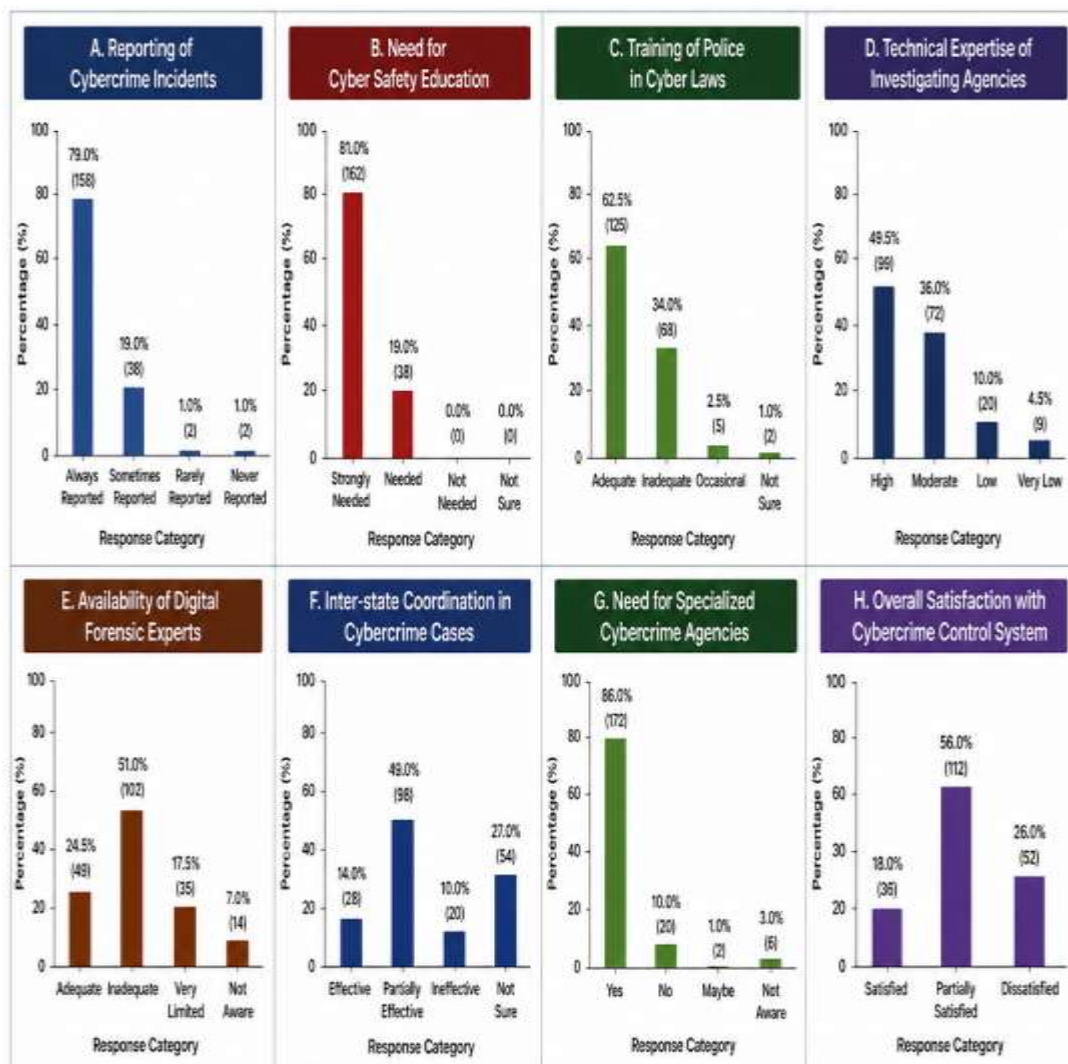 A. Reporting of
Cybercrime Incidents
Percentage (%)
100
80
60
40
20
0
79.0%
(158)
19.0%
(38)
1.0%
(2)
1.0%
(2)
Always
Reported
Sometimes
Reported
Rarely
Reported
Never
Reported
Response Category
B. Need for
Cyber Safety Education
Percentage (%)
100
80
60
40
20
0
81.0%
(162)
19.0%
(38)
0.0%
(0)
0.0%
(0)
Strongly
Needed
Needed
Not
Needed
Not
Sure
Response Category
C. Training of Police
in Cyber Laws
Percentage (%)
100
80
60
40
20
0
62.5%
(125)
34.0%
(68)
2.5%
(5)
1.0%
(2)
Adequate
Inadequate
Occasional
Not
Sure
Response Category
D. Technical Expertise of
Investigating Agencies
Percentage (%)
100
80
60
40
20
0
49.5%
(99)
36.0%
(72)
10.0%
(20)
4.5%
(9)
High
Moderate
Low
Very Low
Response Category
E. Availability of Digital
Forensic Experts
Percentage (%)
100
80
60
40
20
0
24.5%
(49)
51.0%
(102)
17.5%
(35)
7.0%
(14)
Adequate
Inadequate
Very
Limited
Not
Aware
Response Category
F. Inter-state Coordination in
Cybercrime Cases
Percentage (%)
100
80
60
40
20
0
14.0%
(28)
49.0%
(98)
10.0%
(20)
27.0%
(54)
Effective
Partially
Effective
Ineffective
Not
Sure
Response Category
G. Need for Specialized
Cybercrime Agencies
Percentage (%)
100
80
60
40
20
0
86.0%
(172)
10.0%
(20)
1.0%
(2)
3.0%
(6)
Yes
No
Maybe
Not
Aware
Response Category
H. Overall Satisfaction with
Cybercrime Control System
Percentage (%)
100
80
60
30
20
0
18.0%
(36)
56.0%
(112)
26.0%
(52)
Satisfied
Partially
Satisfied
Dissatisfied
Response Category